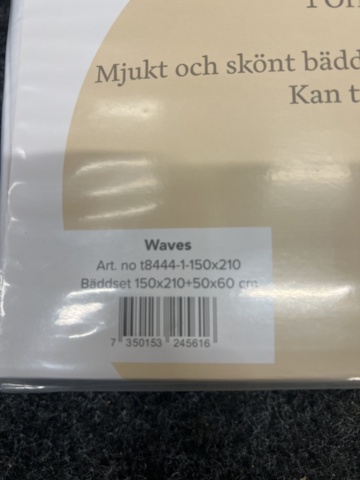 Mjukt och skönt bädd
Kan t
Waves
Art. no t8444-1-150x210
Bäddset 150x210+50x60 cm
7 350153 245616